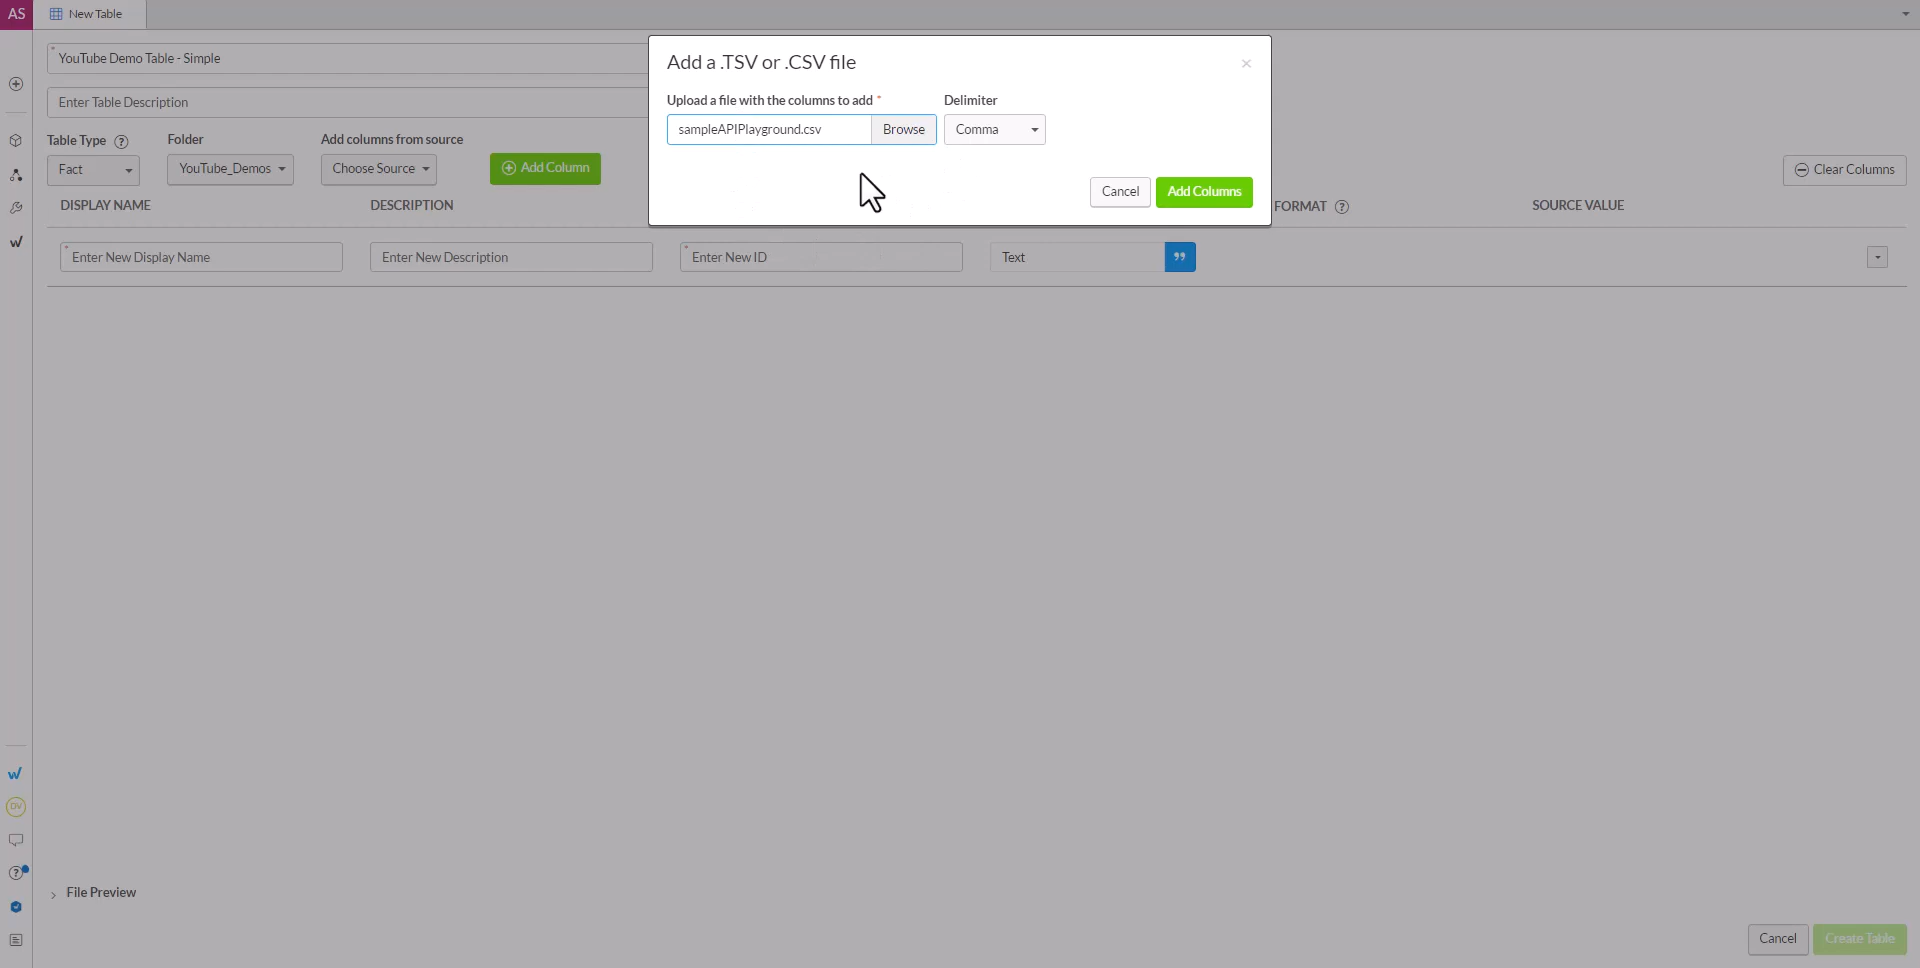 AS
New Table
YouTube Demo Table - Simple
Enter Table Description
Table Type
Folder
Add columns from source
Fact
YouTube_Demos
Choose Source
Add Column
Clear Columns
DISPLAY NAME
DESCRIPTION
FORMAT
SOURCE VALUE
Enter New Display Name
Enter New Description
Enter New ID
Text
Add a .TSV or .CSV file
×
Upload a file with the columns to add *
Delimiter
sampleAPIPlayground.csv
Browse
Comma
Cancel
Add Columns
DV
File Preview
Cancel
Create Table